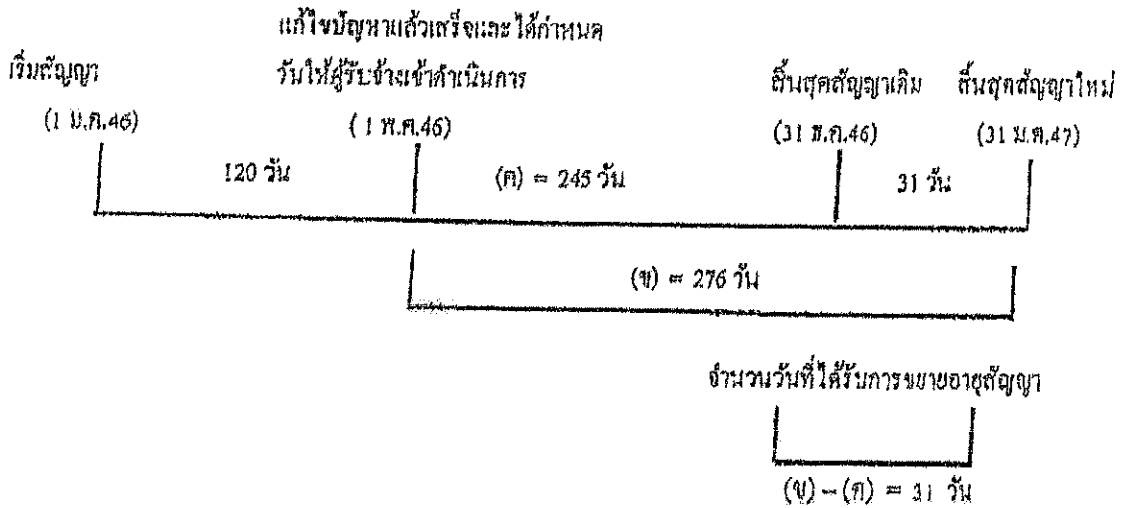 แก้ไขปัญหาแล้วเสร็จและได้กำหนด
เริ่มสัญญา วันให้ผู้รับจ้างเข้าดำเนินการ สิ้นสุดสัญญาเดิม สิ้นสุดสัญญาใหม่
(1 ม.ค.46) ( 1 พ.ค.46) (31 ธ.ค.46) (31 ม.ค.47)
120 วัน (ค) = 245 วัน 31 วัน
(ข) = 276 วัน
จำนวนวันที่ได้รับการขยายอายุสัญญา
(ข) – (ค) = 31 วัน